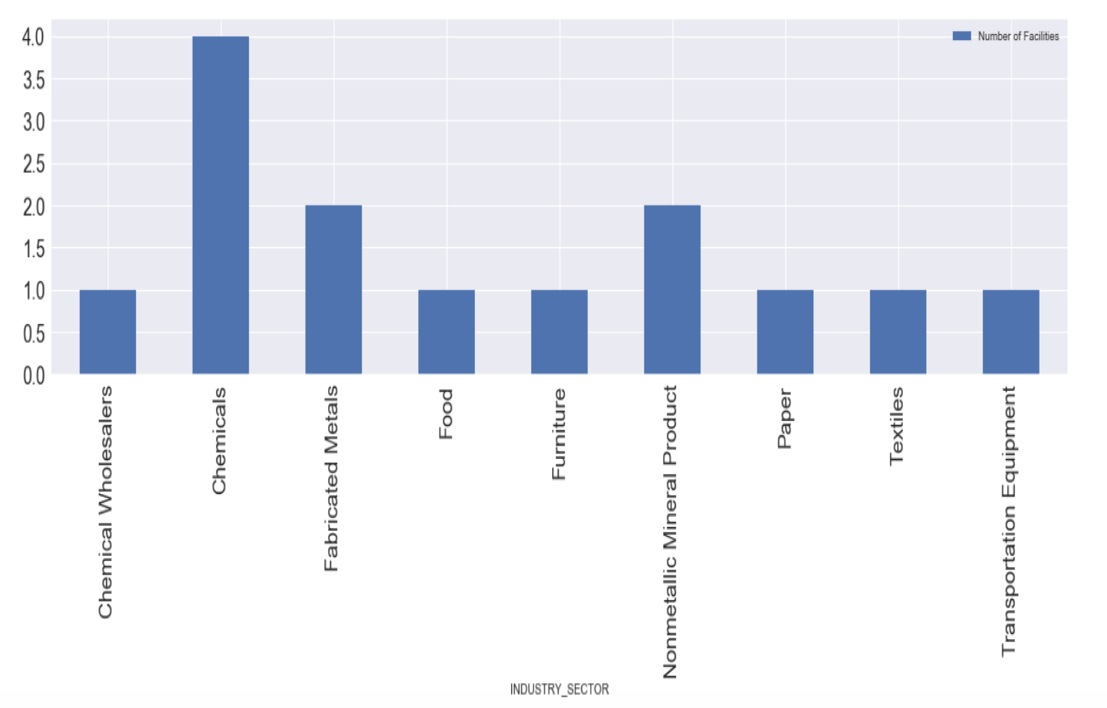 Number of Facilities
4.0
3.5
3.0
2.5
2.0
1.5
1.0
0.5
0.0
Chemical Wholesalers
Chemicals
Fabricated Metals
Food
Furniture
Nonmetallic Mineral Product
Paper
Textiles
Transportation Equipment
INDUSTRY_SECTOR